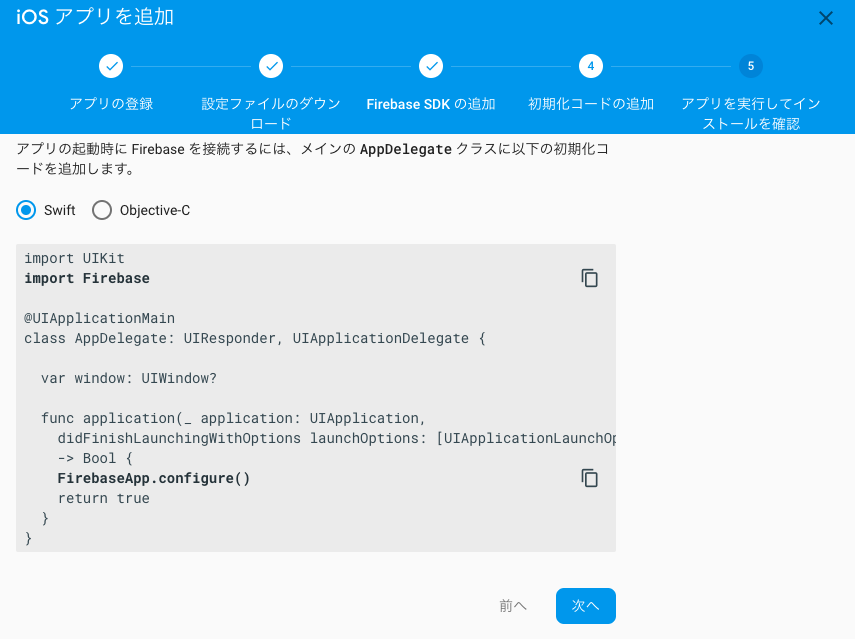 iOS アプリを追加
4
5
アプリの登録
設定ファイルのダウン
ロード
Firebase SDK の追加
初期化コードの追加
アプリを実行してイン
ストールを確認
アプリの起動時に Firebase を接続するには、メインの AppDelegate クラスに以下の初期化コ
ードを追加します。
Swift Objective-C
import UIKit
import Firebase
@UIApplicationMain
class AppDelegate: UIResponder, UIApplicationDelegate {
var window: UIWindow?
func application(_ application: UIApplication,
didFinishLaunchingWithOptions launchOptions: [UIApplicationLaunchOp
-> Bool {
FirebaseApp.configure()
return true
}
}
前へ 次へ